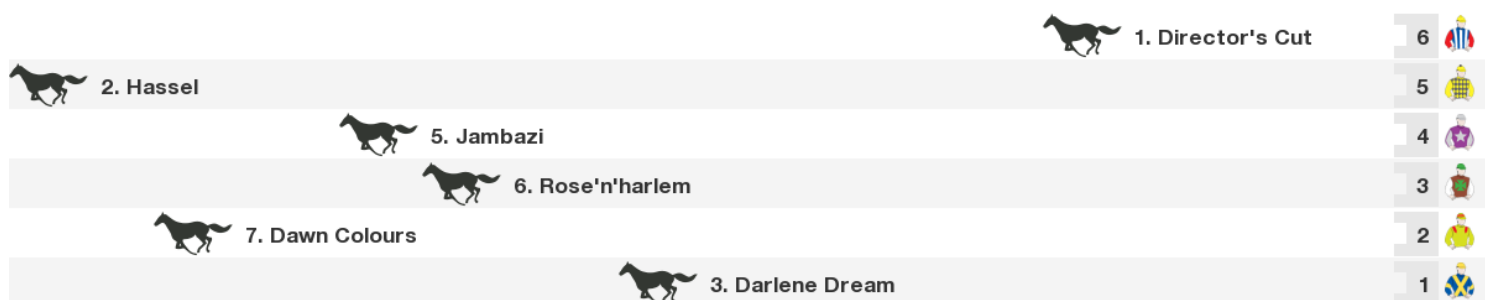 1. Director's Cut 6
2. Hassel 5
5. Jambazi 4
6. Rose'n'harlem 3
7. Dawn Colours 2
3. Darlene Dream 1